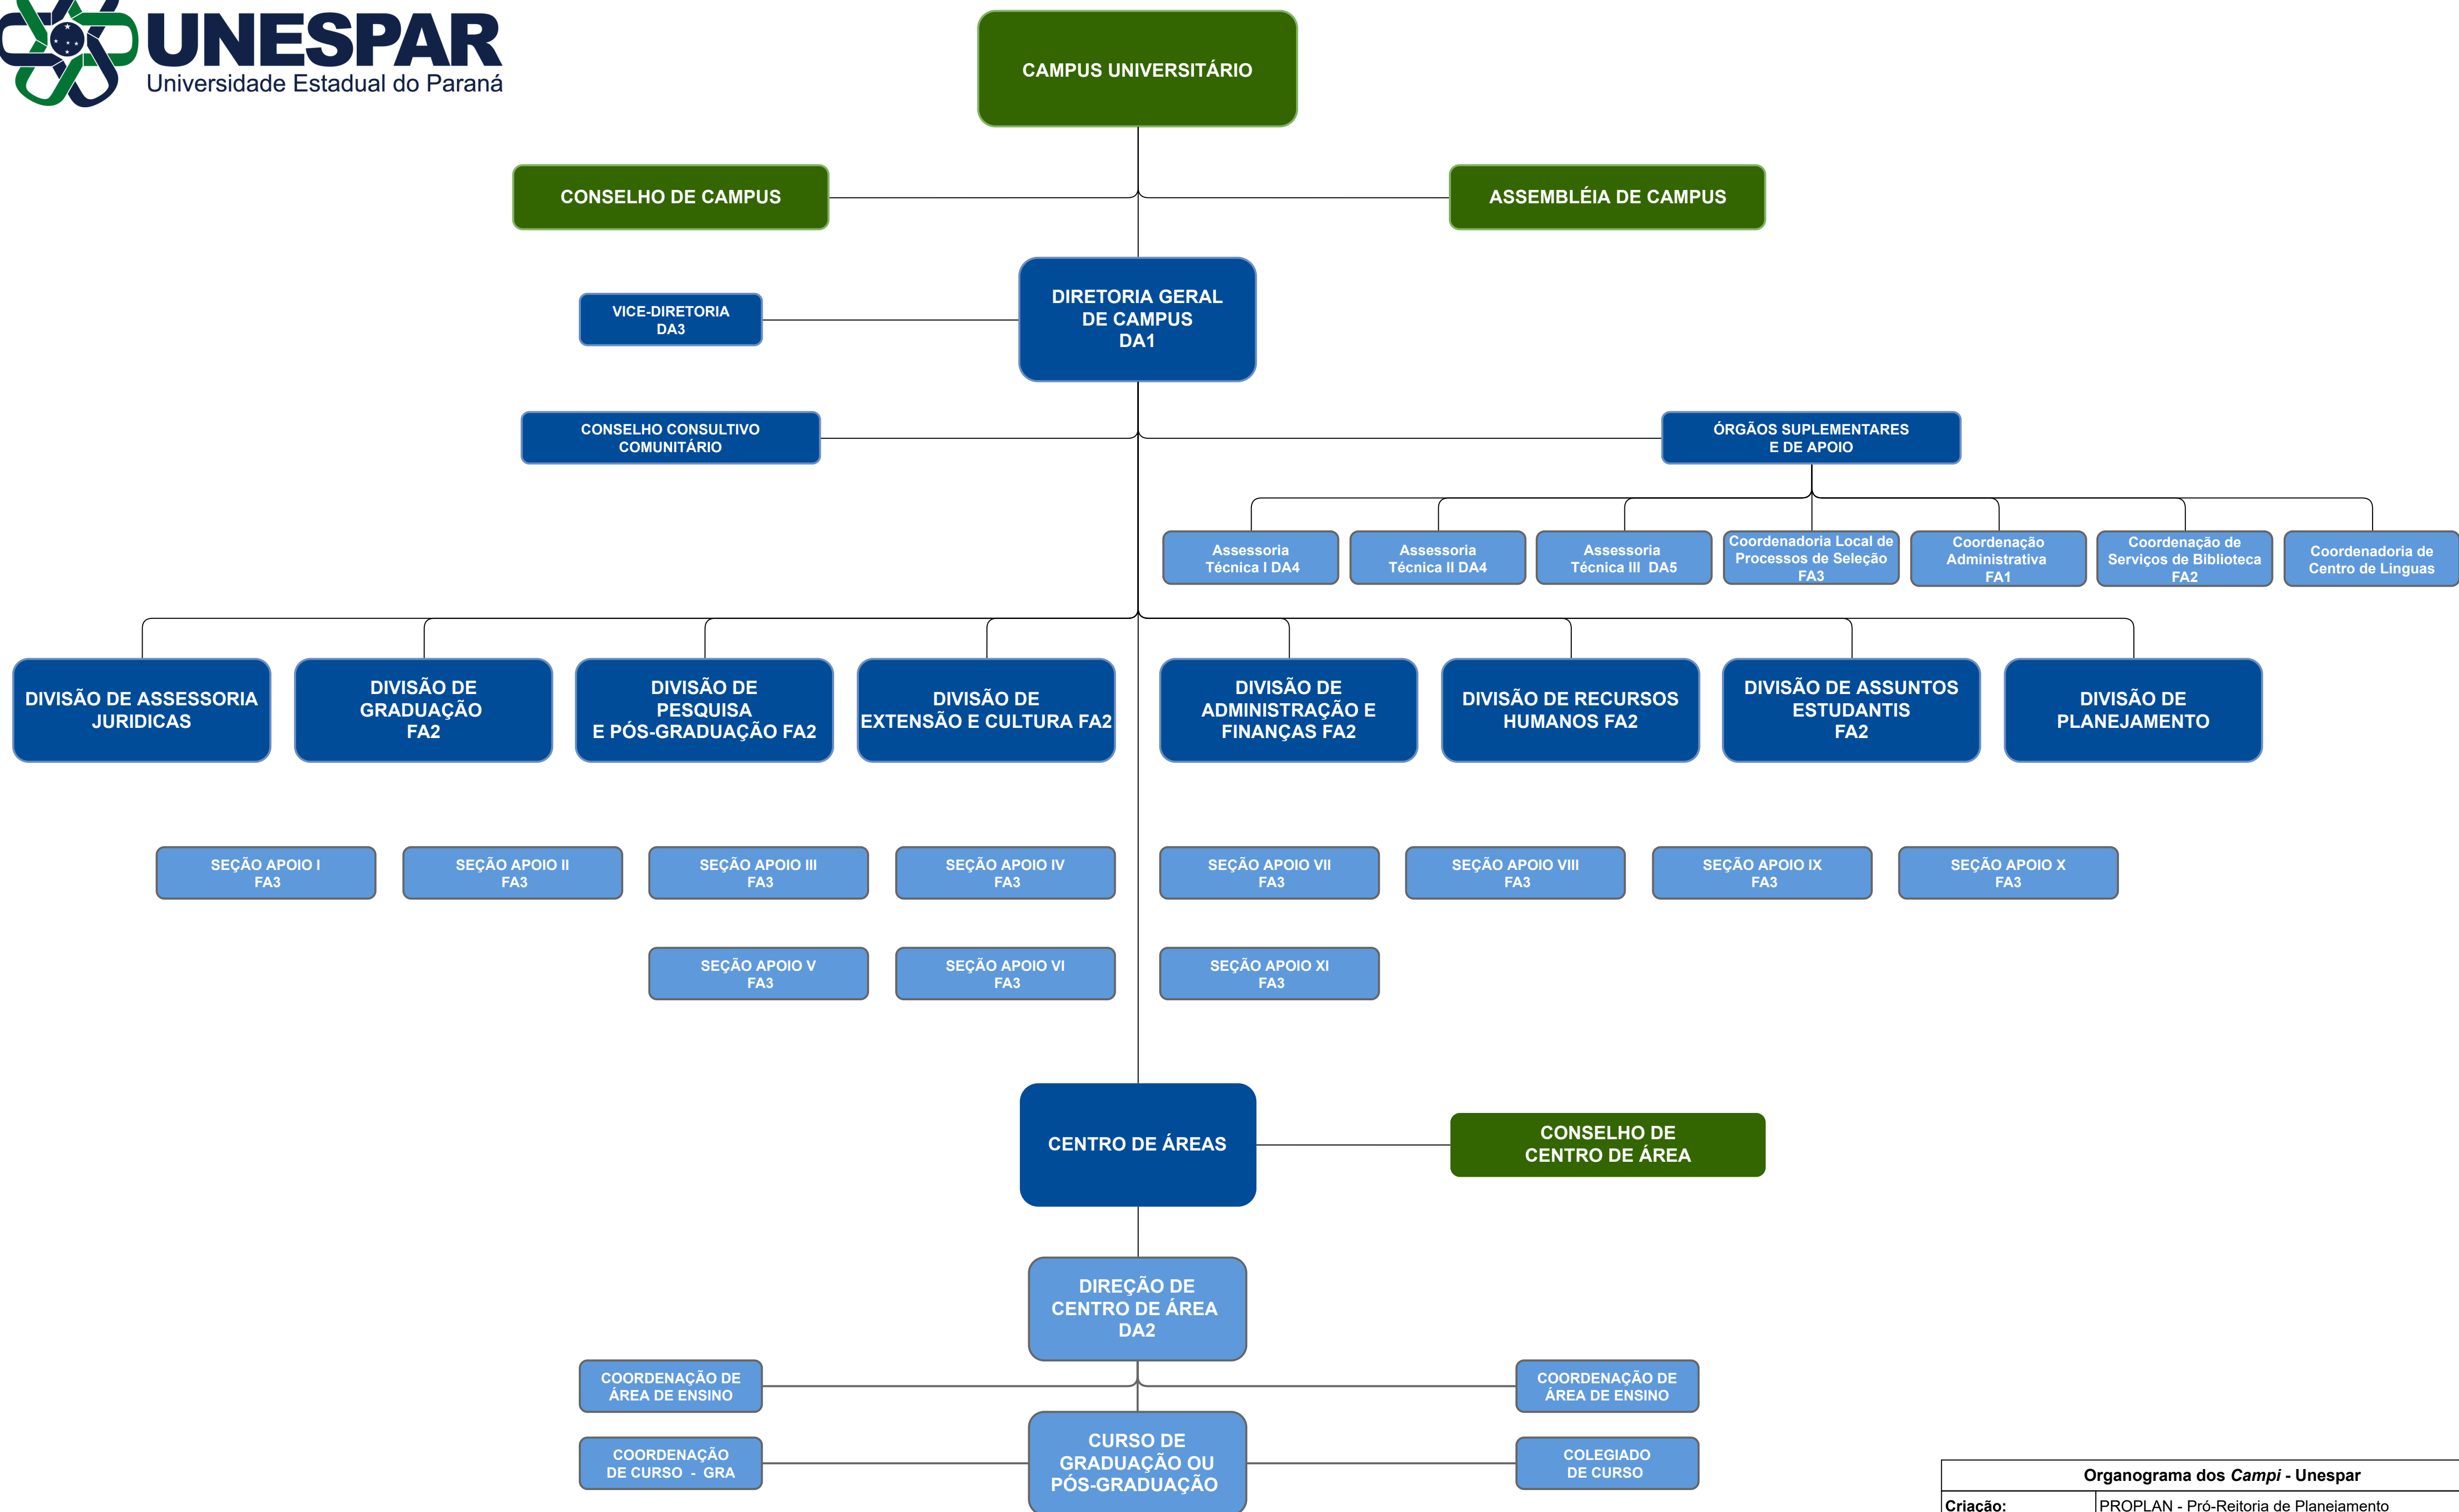 UNESPAR
Universidade Estadual do Paraná
CAMPUS UNIVERSITÁRIO
CONSELHO DE CAMPUS
ASSEMBLÉIA DE CAMPUS
DIRETORIA GERAL
DE CAMPUS
DA1
VICE-DIRETORIA
DA3
CONSELHO CONSULTIVO
COMUNITÁRIO
ÓRGÃOS SUPLEMENTARES
E DE APOIO
Assessoria
Técnica I DA4
Assessoria
Técnica II DA4
Assessoria
Técnica III DA5
Coordenadoria Local de
Processos de Seleção
FA3
Coordenação
Administrativa
FA1
Coordenação de
Serviços de Biblioteca
FA2
Coordenadoria de
Centro de Linguas
DIVISÃO DE ASSESSORIA
JURIDICAS
DIVISÃO DE
GRADUAÇÃO
FA2
DIVISÃO DE
PESQUISA
E PÓS-GRADUAÇÃO FA2
DIVISÃO DE
EXTENSÃO E CULTURA FA2
DIVISÃO DE
ADMINISTRAÇÃO E
FINANÇAS FA2
DIVISÃO DE RECURSOS
HUMANOS FA2
DIVISÃO DE ASSUNTOS
ESTUDANTIS
FA2
DIVISÃO DE
PLANEJAMENTO
SEÇÃO APOIO I
FA3
SEÇÃO APOIO II
FA3
SEÇÃO APOIO III
FA3
SEÇÃO APOIO IV
FA3
SEÇÃO APOIO VII
FA3
SEÇÃO APOIO VIII
FA3
SEÇÃO APOIO IX
FA3
SEÇÃO APOIO X
FA3
SEÇÃO APOIO V
FA3
SEÇÃO APOIO VI
FA3
SEÇÃO APOIO XI
FA3
CENTRO DE ÁREAS
CONSELHO DE
CENTRO DE ÁREA
DIREÇÃO DE
CENTRO DE ÁREA
DA2
COORDENAÇÃO DE
ÁREA DE ENSINO
COORDENAÇÃO DE
ÁREA DE ENSINO
COORDENAÇÃO
DE CURSO - GRA
CURSO DE
GRADUAÇÃO OU
PÓS-GRADUAÇÃO
COLEGIADO
DE CURSO
Organograma dos Campi - Unespar
Criação: PROPLAN - Pró-Reitoria de Planejamento